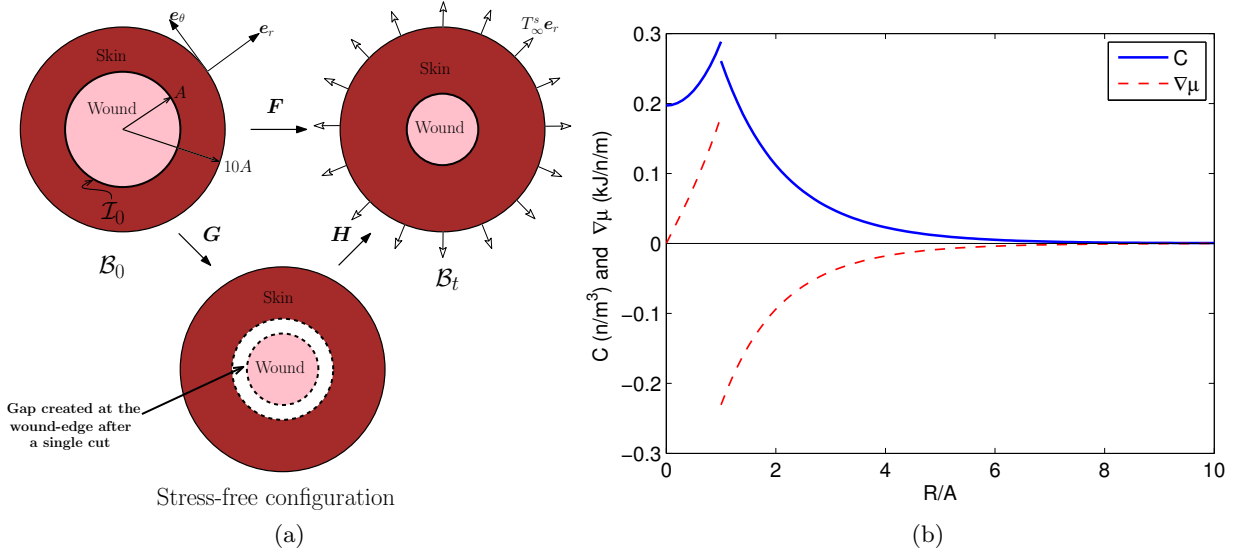 e_θ
e_r
Skin
Wound
A
10A
I_0
B_0
F
T^s_∞ e_r
Skin
Wound
B_t
G
H
Skin
Wound
Gap created at the
wound-edge after
a single cut
Stress-free configuration
(a)
0.3
0.2
0.1
0
−0.1
−0.2
−0.3
C (n/m³) and ∇μ (kJ/n/m)
C
∇μ
0
2
4
6
8
10
R/A
(b)